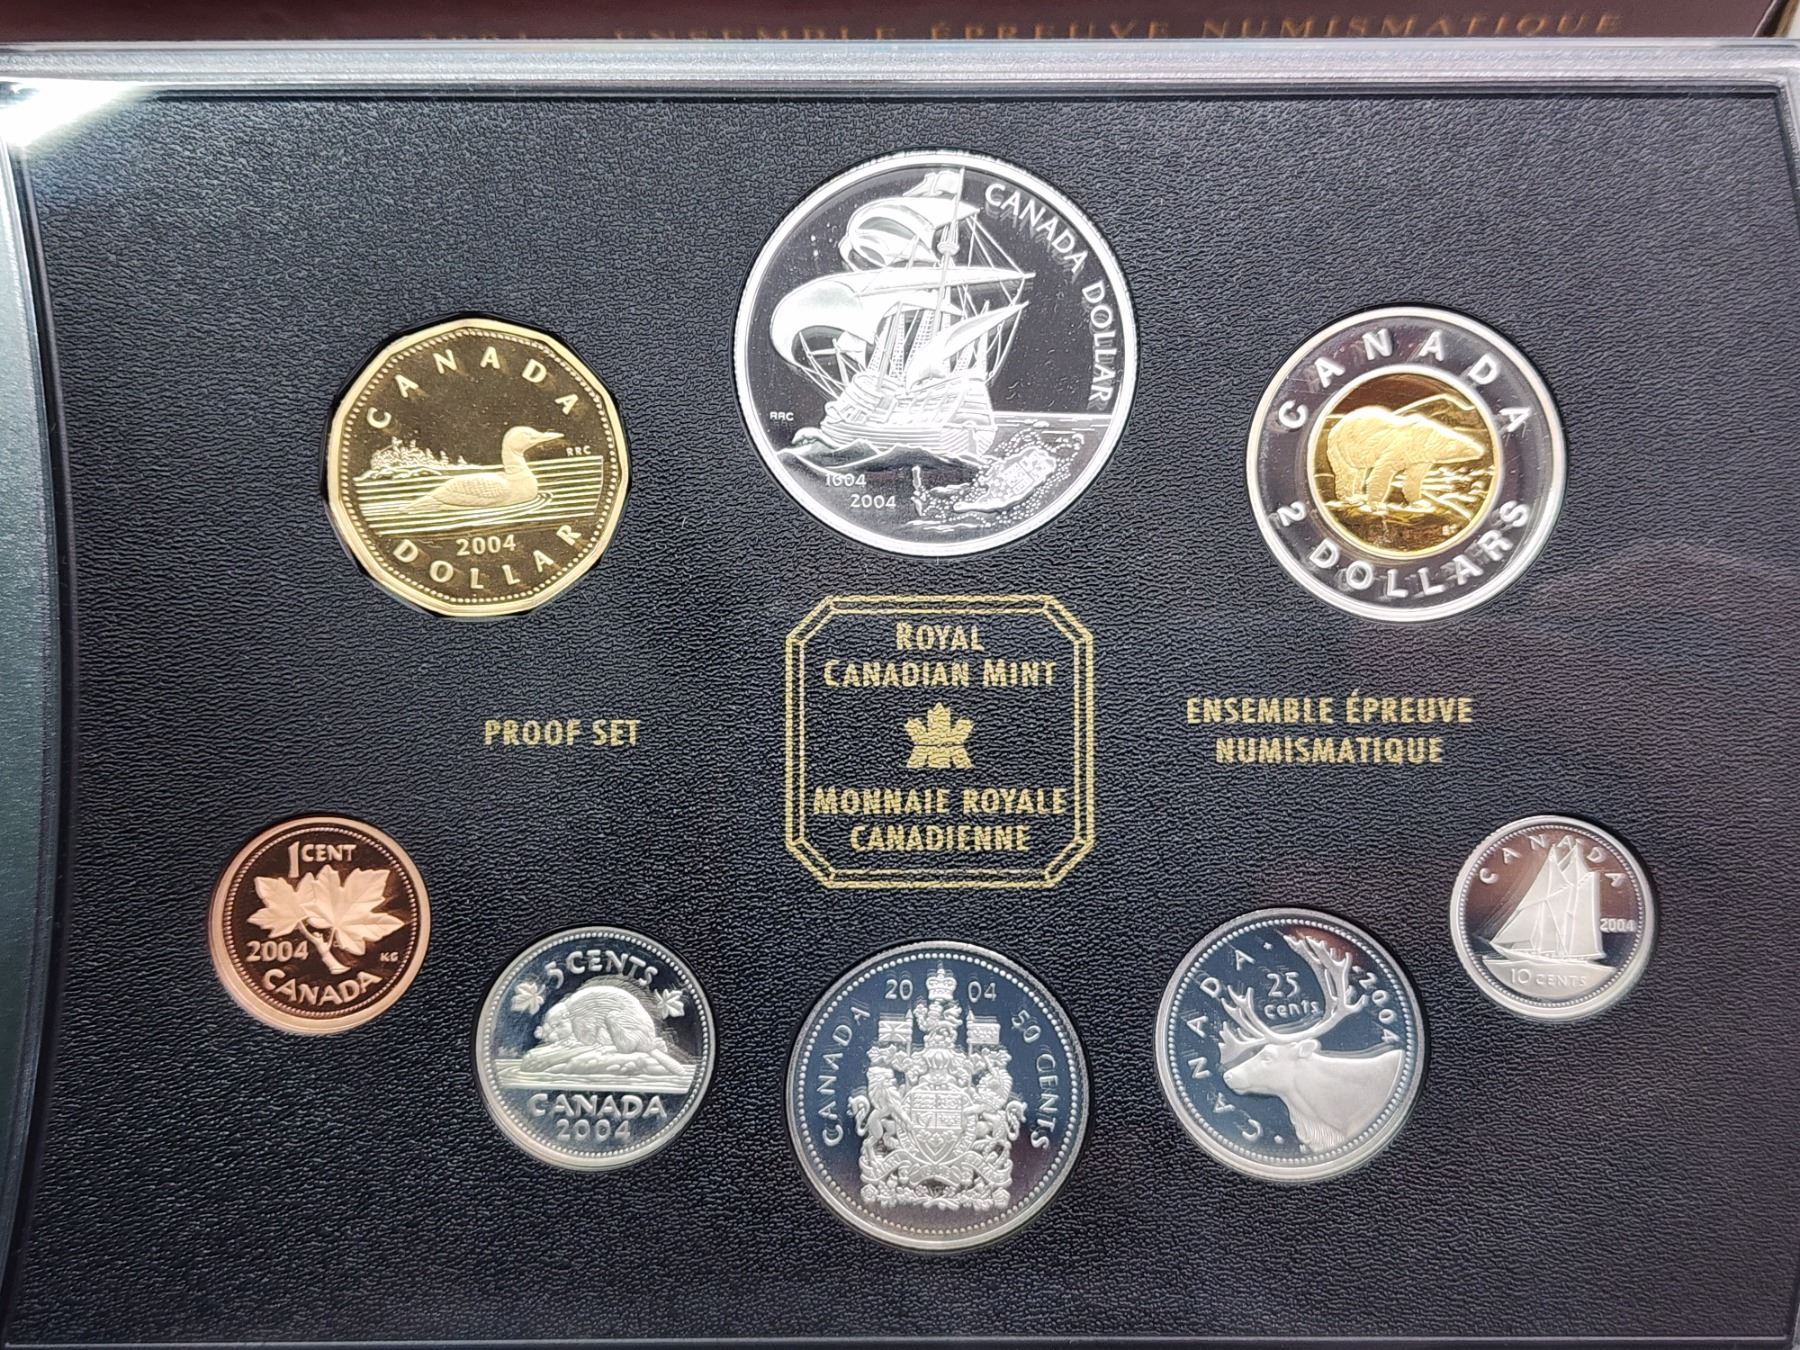 2004 ENSEMBLE ÉPREUVE NUMISMATIQUE
CANADA
RRC
2004
DOLLAR
CANADA DOLLAR
RRC
1604
2004
CANADA
2 DOLLARS
ROYAL
CANADIAN MINT
MONNAIE ROYALE
CANADIENNE
PROOF SET
ENSEMBLE ÉPREUVE
NUMISMATIQUE
1 CENT
2004
KG
CANADA
5 CENTS
CANADA
2004
20 04
CANADA
50 CENTS
CANADA
25
cents
2004
CANADA
2004
10 CENTS